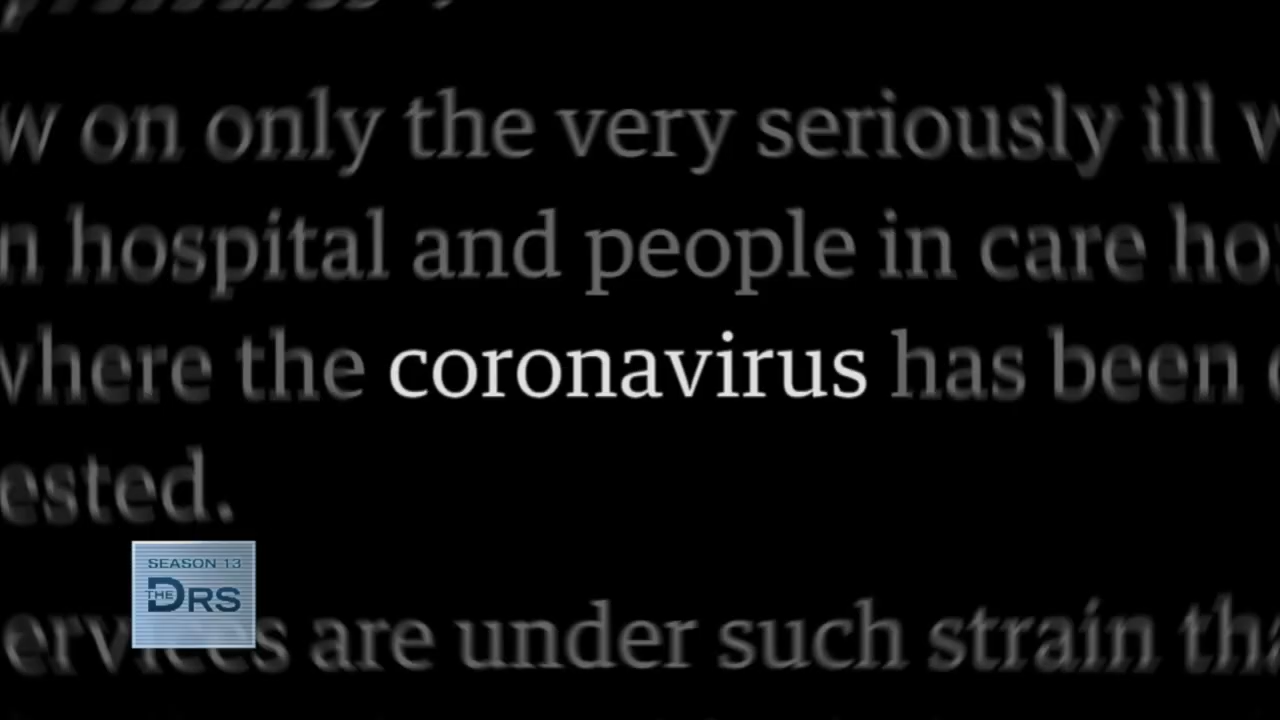 on only the very seriously ill
hospital and people in care
where the coronavirus has been
ested.
SEASON 13
THE DRS
ervices are under such strain tha